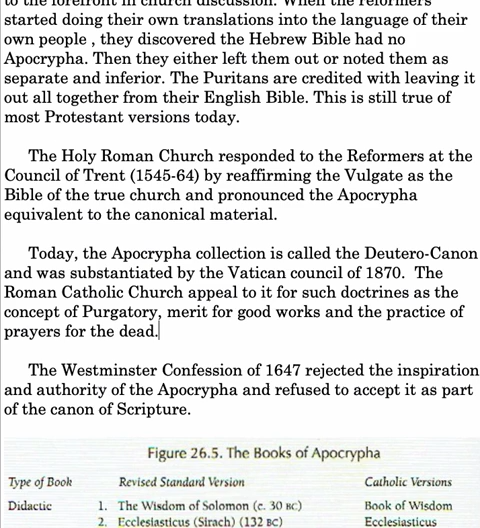 to the forefront in church discussion. When the reformers
started doing their own translations into the language of their
own people , they discovered the Hebrew Bible had no
Apocrypha. Then they either left them out or noted them as
separate and inferior. The Puritans are credited with leaving it
out all together from their English Bible. This is still true of
most Protestant versions today.
The Holy Roman Church responded to the Reformers at the
Council of Trent (1545-64) by reaffirming the Vulgate as the
Bible of the true church and pronounced the Apocrypha
equivalent to the canonical material.
Today, the Apocrypha collection is called the Deutero-Canon
and was substantiated by the Vatican council of 1870. The
Roman Catholic Church appeal to it for such doctrines as the
concept of Purgatory, merit for good works and the practice of
prayers for the dead.
The Westminster Confession of 1647 rejected the inspiration
and authority of the Apocrypha and refused to accept it as part
of the canon of Scripture.
Figure 26.5. The Books of Apocrypha
Type of Book Revised Standard Version Catholic Versions
Didactic 1. The Wisdom of Solomon (c. 30 BC) Book of Wisdom
2. Ecclesiasticus (Sirach) (132 BC) Ecclesiasticus